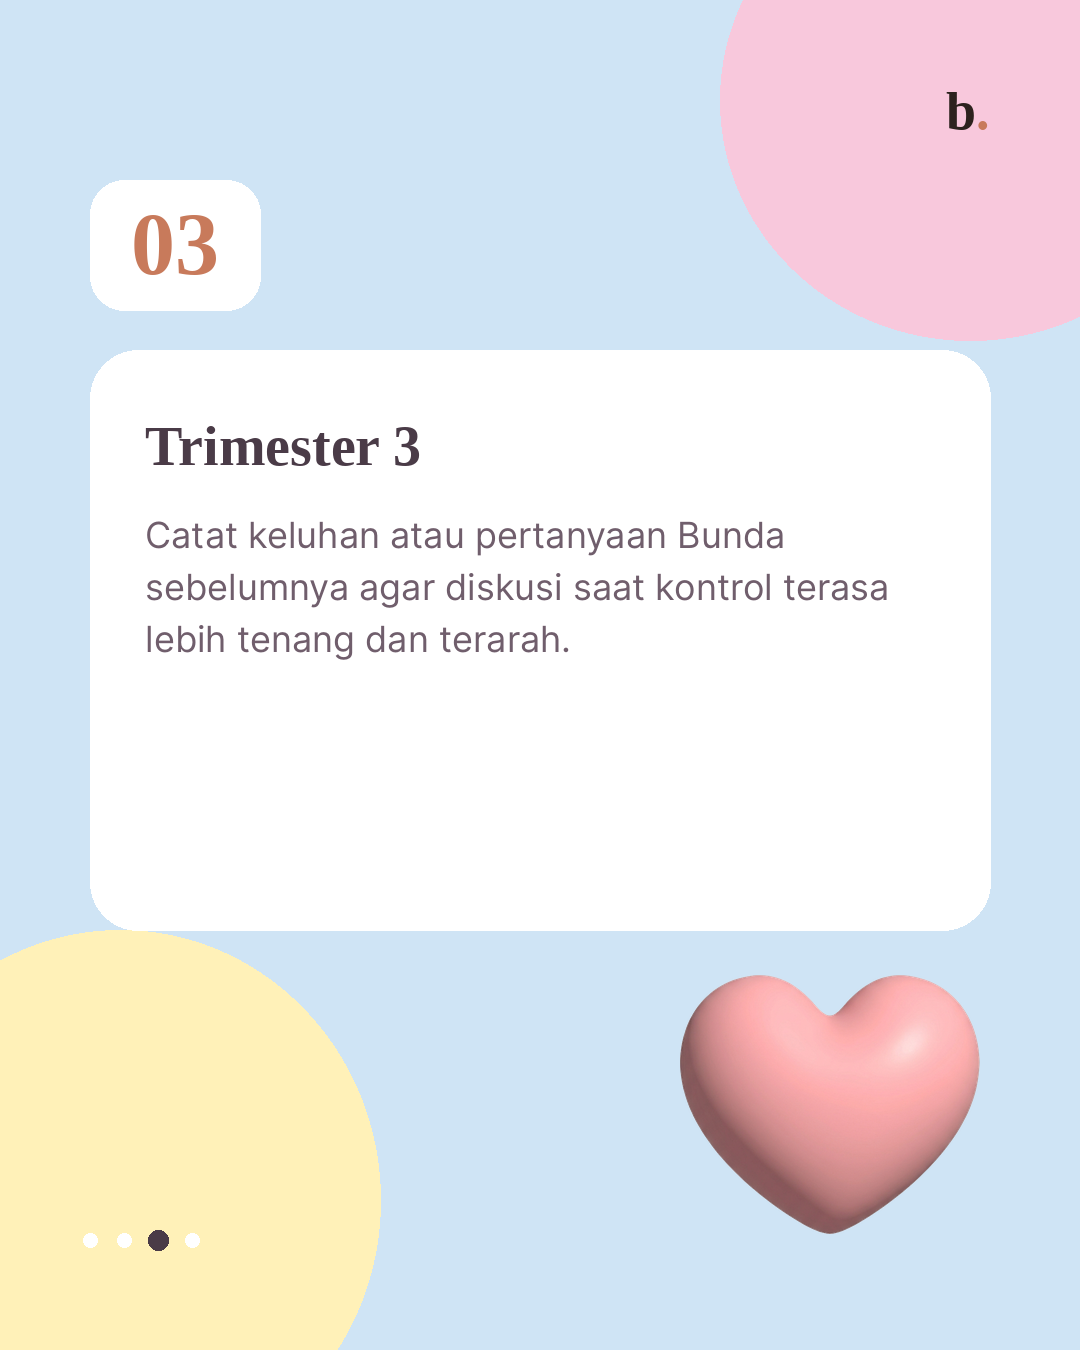 b.
03
Trimester 3
Catat keluhan atau pertanyaan Bunda
sebelumnya agar diskusi saat kontrol terasa
lebih tenang dan terarah.